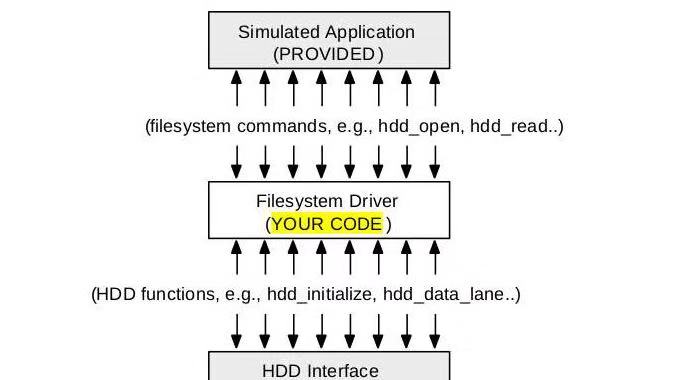 Simulated Application
(PROVIDED)
(filesystem commands, e.g., hdd_open, hdd_read..)
Filesystem Driver
(YOUR CODE)
(HDD functions, e.g., hdd_initialize, hdd_data_lane..)
HDD Interface